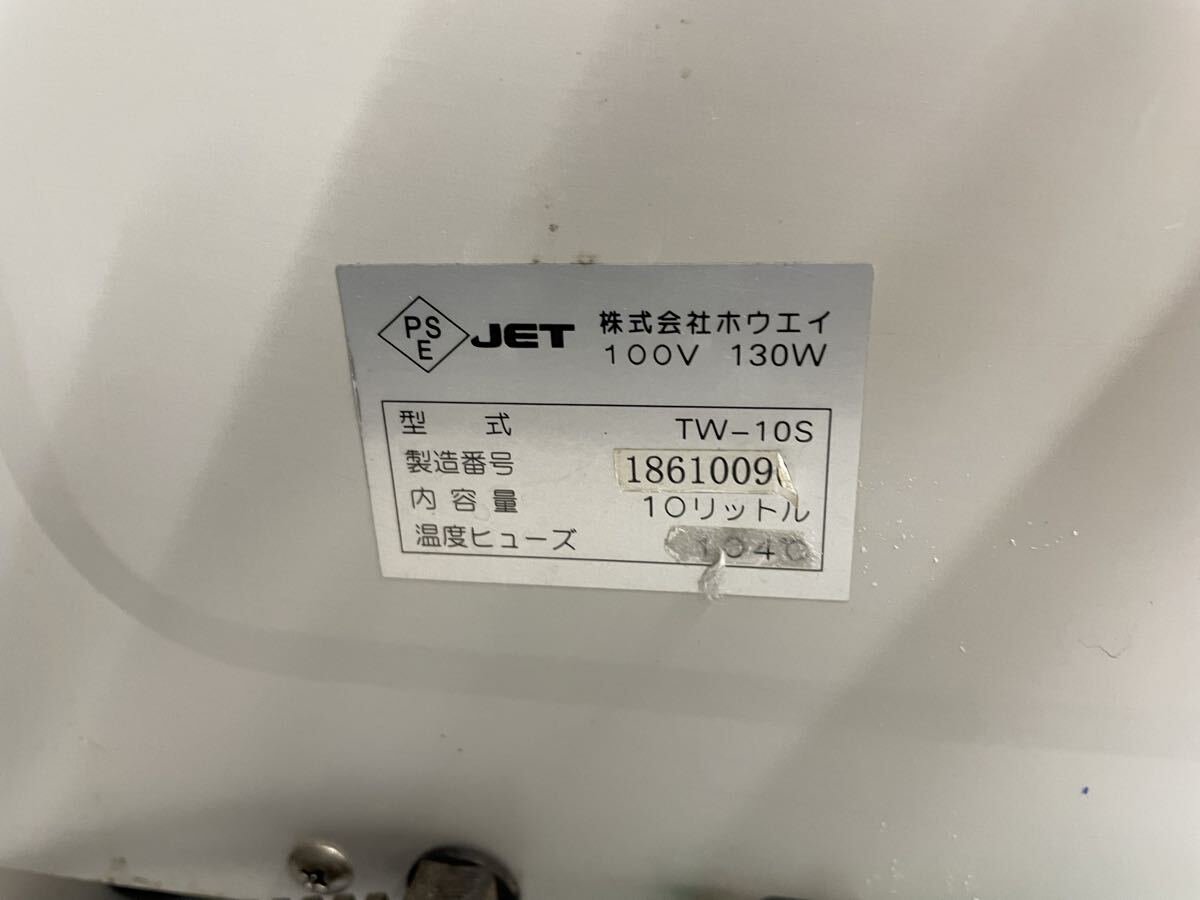 PS
E
JET 株式会社ホウエイ
100V 130W
型 式 TW-10S
製造番号 1861009
内容量 10リットル
温度ヒューズ